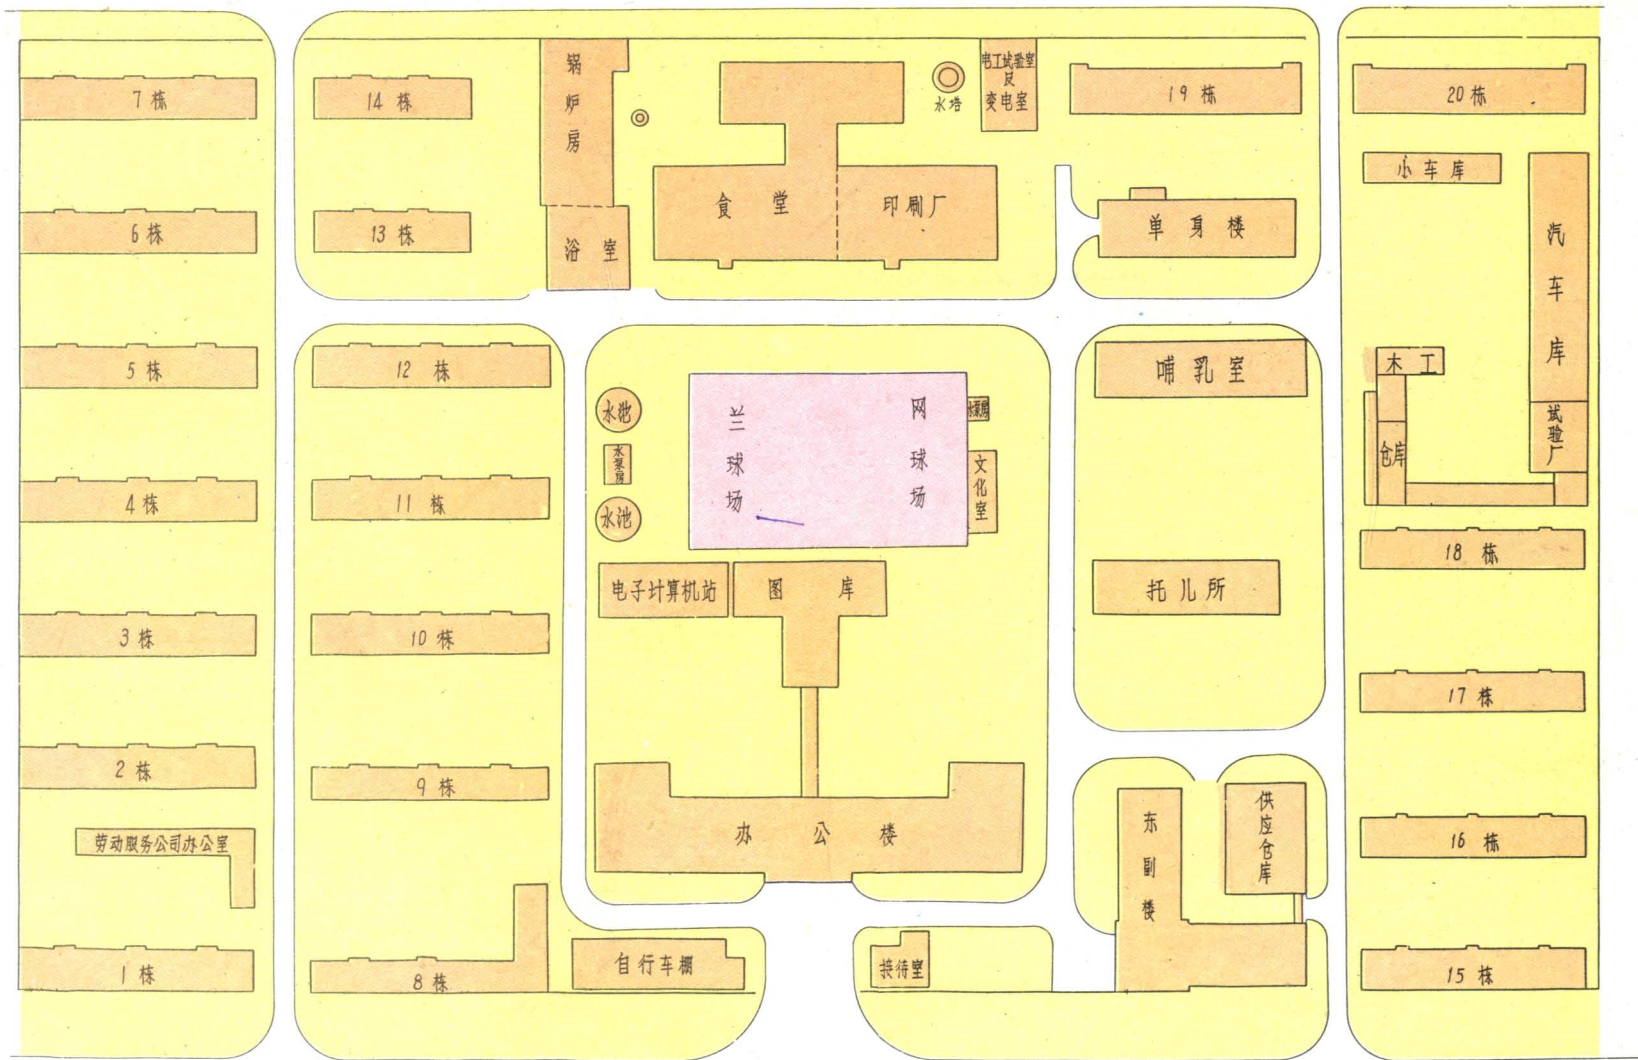 7 栋
14 栋
锅炉房
水塔
电工试验室
及
变电室
19 栋
20 栋
小车库
6 栋
13 栋
浴室
食堂
印刷厂
单身楼
汽车库
5 栋
12 栋
水池
兰球场
网球场
水泵房
哺乳室
木工
4 栋
11 栋
水泵房
水池
文化室
仓库
试验厂
18 栋
3 栋
10 栋
电子计算机站
图库
托儿所
17 栋
2 栋
9 栋
办公楼
东副楼
供应仓库
16 栋
劳动服务公司办公室
1 栋
8 栋
自行车棚
接待室
15 栋